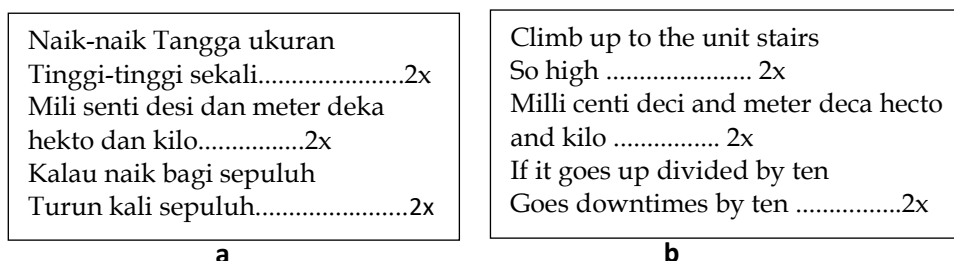 Naik-naik Tangga ukuran
Tinggi-tinggi sekali......................2x
Mili senti desi dan meter deka
hekto dan kilo................2x
Kalau naik bagi sepuluh
Turun kali sepuluh.......................2x
a
Climb up to the unit stairs
So high ...................... 2x
Milli centi deci and meter deca hecto
and kilo ................ 2x
If it goes up divided by ten
Goes downtimes by ten ................2x
b